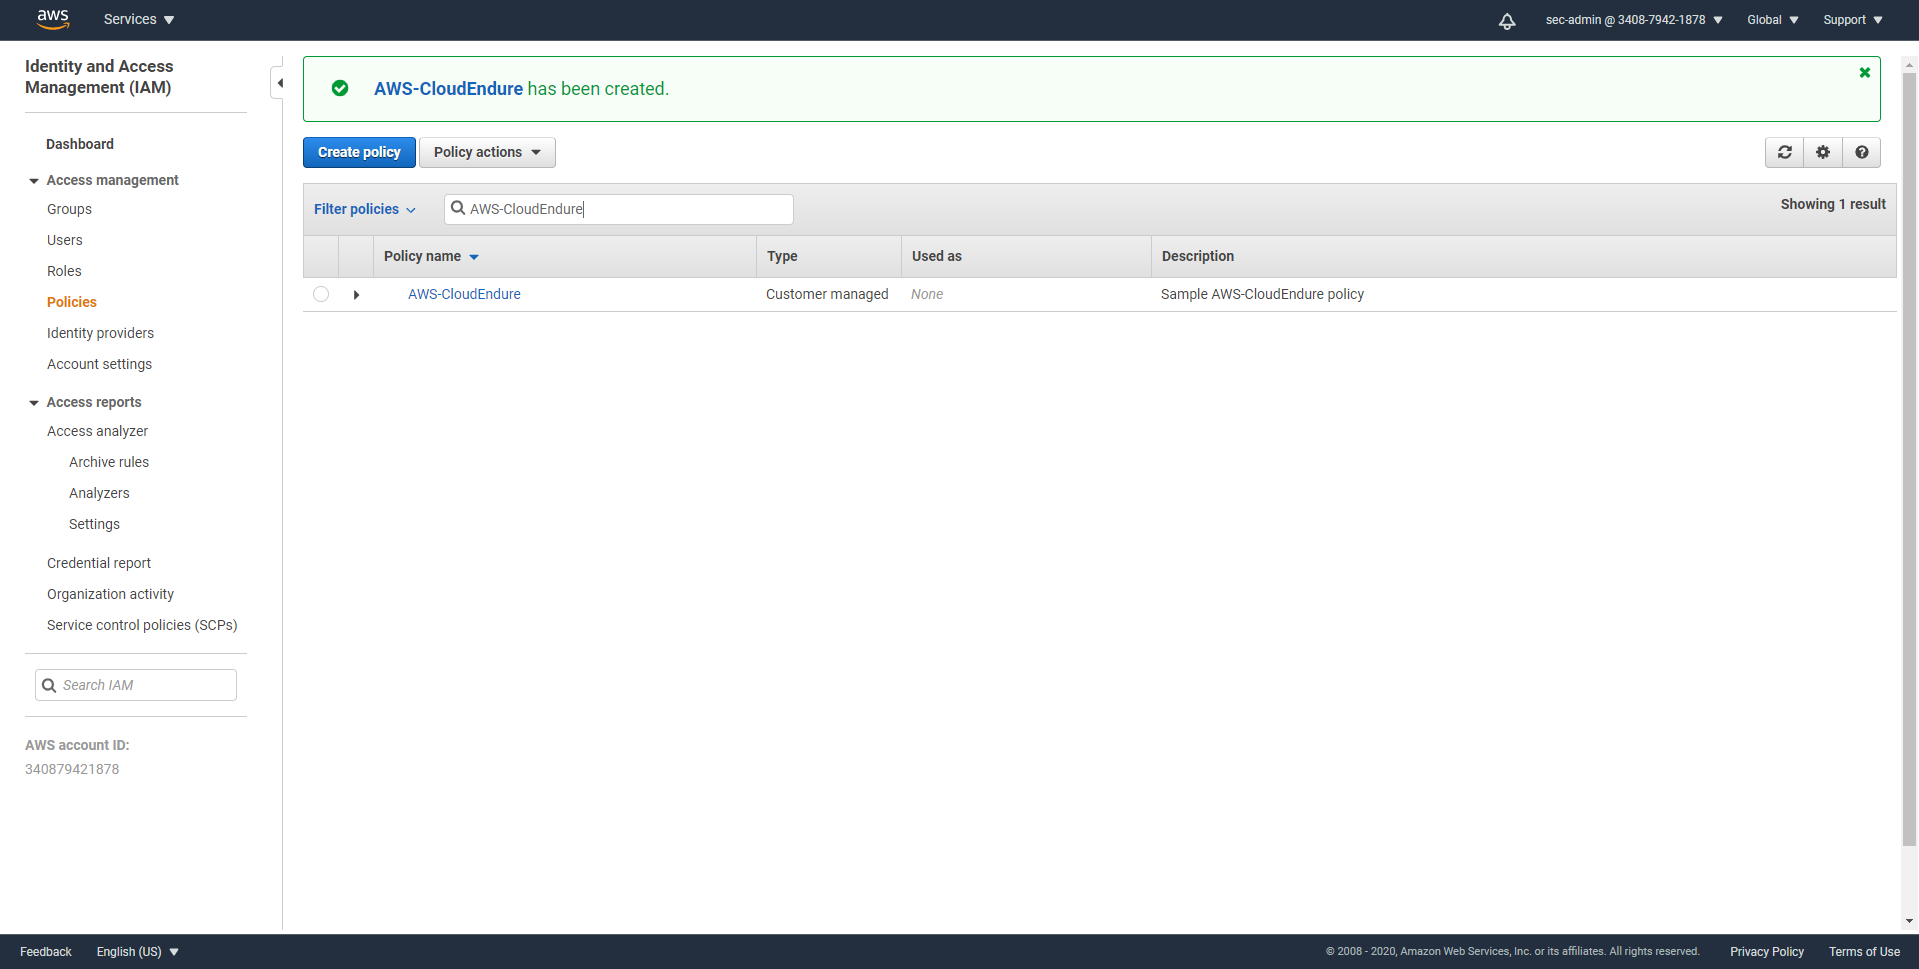 aws
Services
sec-admin @ 3408-7942-1878
Global
Support
Identity and Access
Management (IAM)
Dashboard
Access management
Groups
Users
Roles
Policies
Identity providers
Account settings
Access reports
Access analyzer
Archive rules
Analyzers
Settings
Credential report
Organization activity
Service control policies (SCPs)
Search IAM
AWS account ID:
340879421878
AWS-CloudEndure has been created.
Create policy
Policy actions
Filter policies
AWS-CloudEndure
Showing 1 result
Policy name
Type
Used as
Description
AWS-CloudEndure
Customer managed
None
Sample AWS-CloudEndure policy
Feedback
English (US)
© 2008 - 2020, Amazon Web Services, Inc. or its affiliates. All rights reserved.
Privacy Policy
Terms of Use